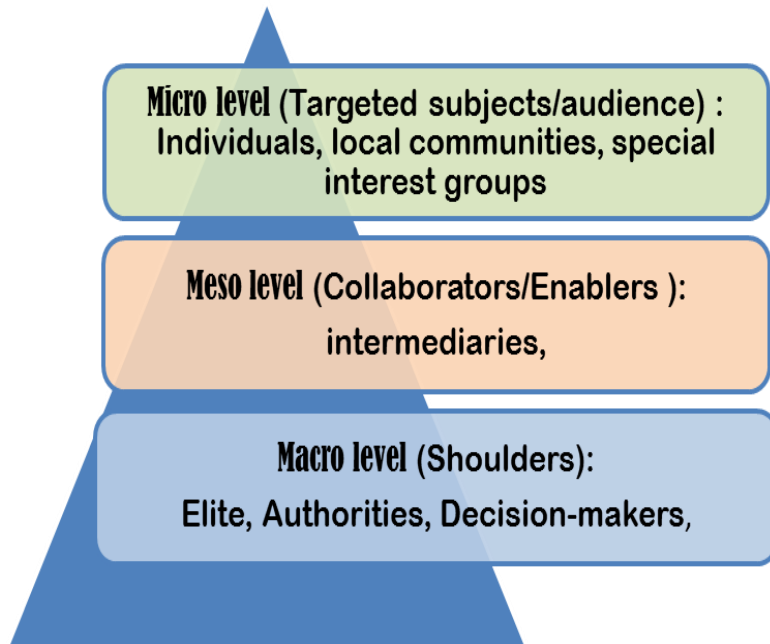 Micro level (Targeted subjects/audience) :
Individuals, local communities, special
interest groups
Meso level (Collaborators/Enablers ):
intermediaries,
Macro level (Shoulders):
Elite, Authorities, Decision-makers,